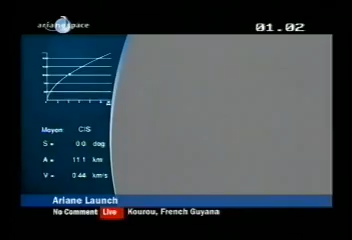 arianespace
01.02
Moyen: C:S
S = 0.0 deg
A = 11.1 km
V = 0.44 km/s
Ariane Launch
No Comment Live Kourou, French Guyana